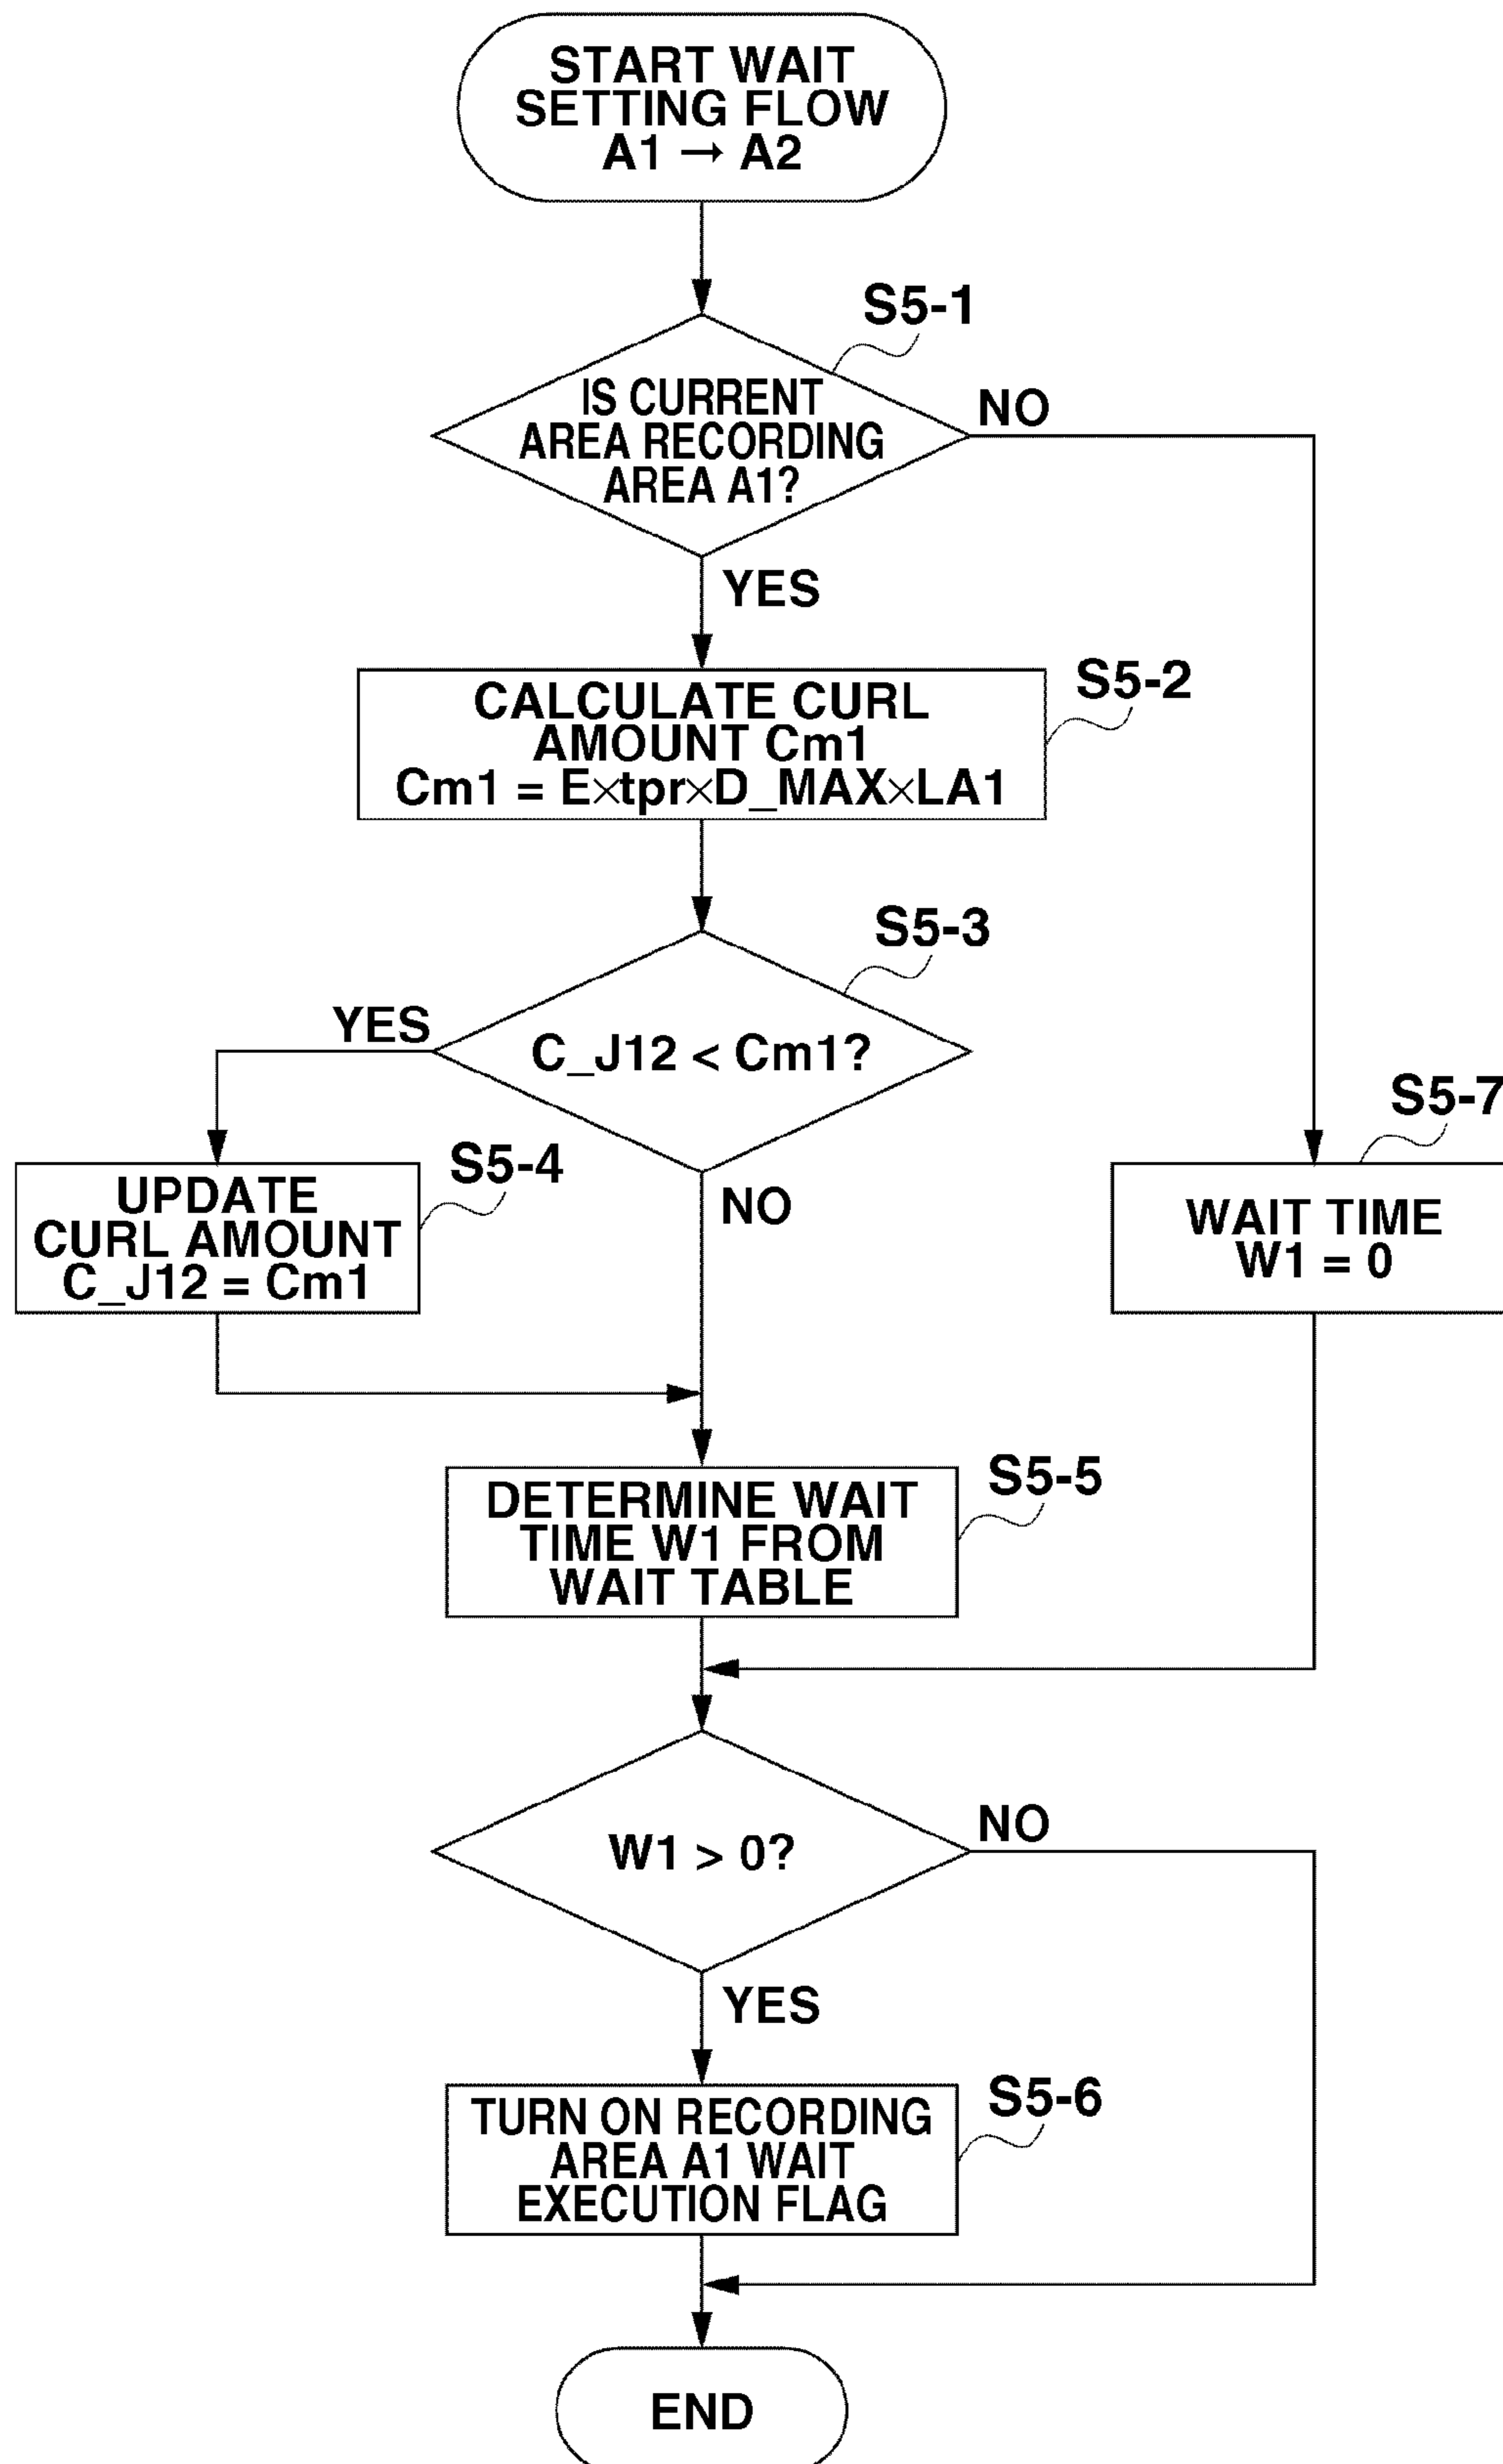 START WAIT
SETTING FLOW
A1 → A2
S5-1
IS CURRENT
AREA RECORDING
AREA A1?
NO
YES
S5-2
CALCULATE CURL
AMOUNT Cm1
Cm1 = E×tpr×D_MAX×LA1
S5-3
YES
C_J12 < Cm1?
S5-7
S5-4
NO
UPDATE
CURL AMOUNT
C_J12 = Cm1
WAIT TIME
W1 = 0
S5-5
DETERMINE WAIT
TIME W1 FROM
WAIT TABLE
NO
W1 > 0?
YES
S5-6
TURN ON RECORDING
AREA A1 WAIT
EXECUTION FLAG
END